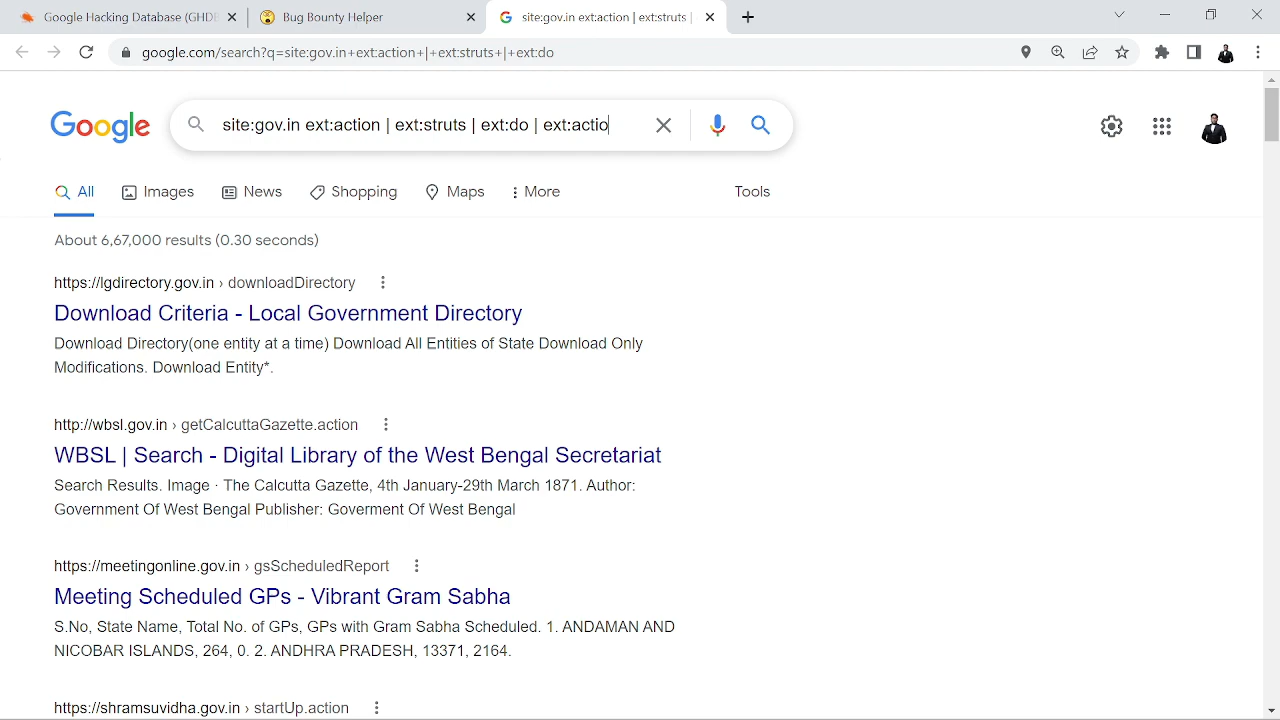 Google Hacking Database (GHDB
Bug Bounty Helper
site:gov.in ext:action | ext:struts |
google.com/search?q=site:gov.in+ext:action+|+ext:struts+|+ext:do
Google
site:gov.in ext:action | ext:struts | ext:do | ext:actio
All
Images
News
Shopping
Maps
More
Tools
About 6,67,000 results (0.30 seconds)
https://lgdirectory.gov.in › downloadDirectory
Download Criteria - Local Government Directory
Download Directory(one entity at a time) Download All Entities of State Download Only
Modifications. Download Entity*.
http://wbsl.gov.in › getCalcuttaGazette.action
WBSL | Search - Digital Library of the West Bengal Secretariat
Search Results. Image · The Calcutta Gazette, 4th January-29th March 1871. Author:
Government Of West Bengal Publisher: Goverment Of West Bengal
https://meetingonline.gov.in › gsScheduledReport
Meeting Scheduled GPs - Vibrant Gram Sabha
S.No, State Name, Total No. of GPs, GPs with Gram Sabha Scheduled. 1. ANDAMAN AND
NICOBAR ISLANDS, 264, 0. 2. ANDHRA PRADESH, 13371, 2164.
https://shramsuvidha.gov.in › startUp.action